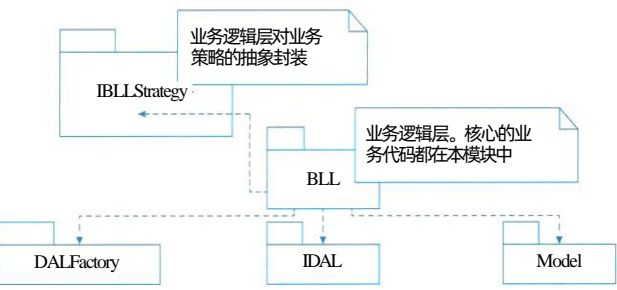 业务逻辑层对业务
策略的抽象封装
IBLLStrategy
业务逻辑层。核心的业
务代码都在本模块中
BLL
DALFactory
IDAL
Model